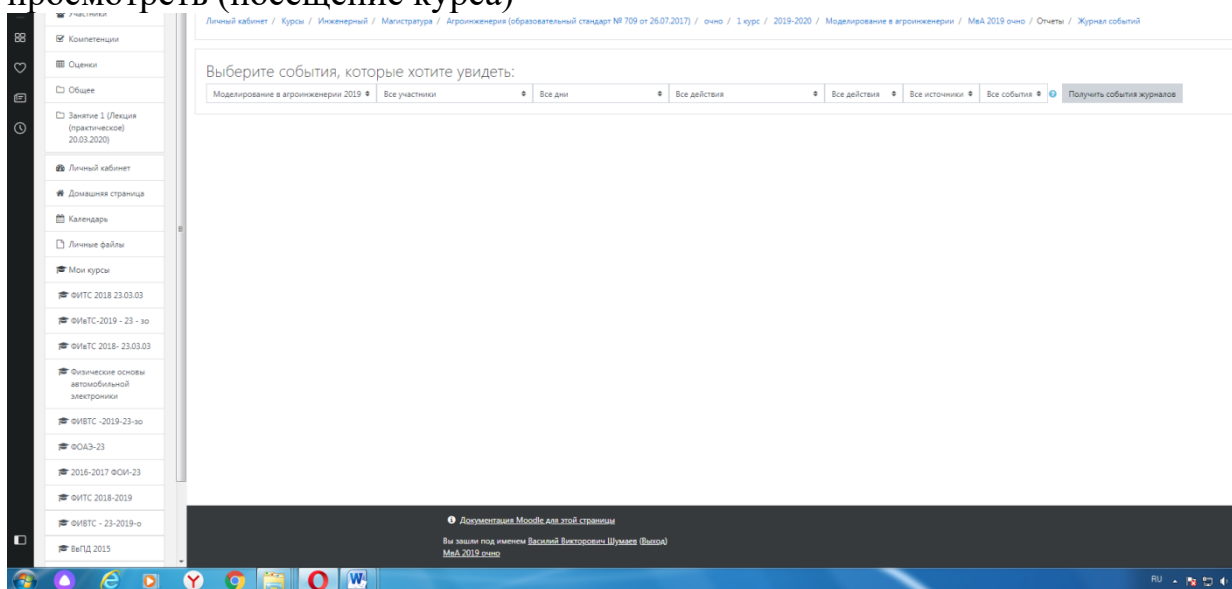 просмотреть (посещение курса)
Участники
Компетенции
Оценки
Общее
Занятие 1 (Лекция
(практическое)
20.03.2020)
Личный кабинет
Домашняя страница
Календарь
Личные файлы
Мои курсы
ФИТС 2018 23.03.03
ФИвТС-2019 - 23 - зо
ФИвТС 2018- 23.03.03
Физические основы
автомобильной
электроники
ФИВТС -2019-23-зо
ФОАЭ-23
2016-2017 ФОИ-23
ФИТС 2018-2019
ФИВТС - 23-2019-о
ВвПД 2015
Личный кабинет / Курсы / Инженерный / Магистратура / Агроинженерия (образовательный стандарт № 709 от 26.07.2017) / очно / 1 курс / 2019-2020 / Моделирование в агроинженерии / МвА 2019 очно / Отчеты / Журнал событий
Выберите события, которые хотите увидеть:
Моделирование в агроинженерии 2019 Все участники Все дни Все действия Все действия Все источники Все события Получить события журналов
Документация Moodle для этой страницы
Вы зашли под именем Василий Викторович Шумаев (Выход)
МвА 2019 очно
RU